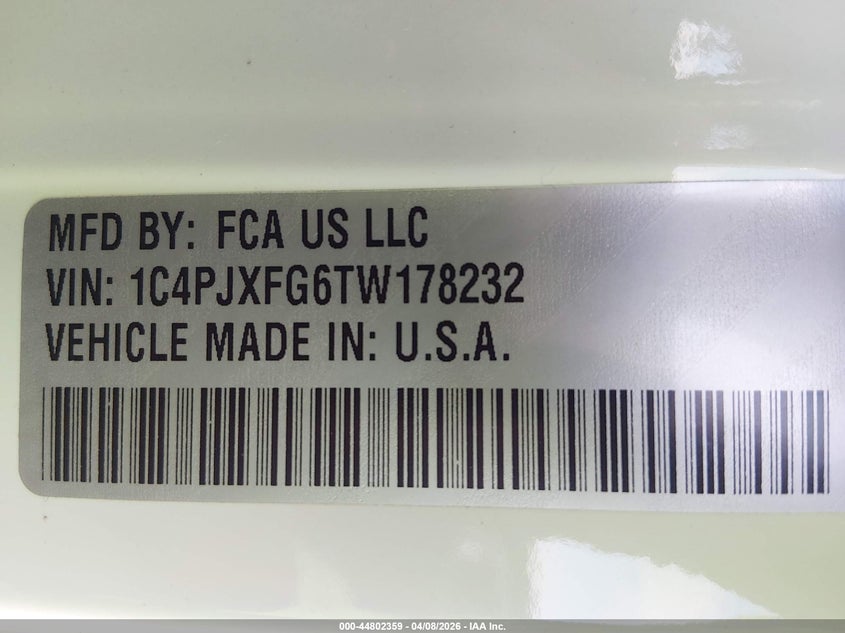 MFD BY: FCA US LLC
VIN: 1C4PJXFG6TW178232
VEHICLE MADE IN: U.S.A.
000-44802359 - 04/08/2026 - IAA Inc.